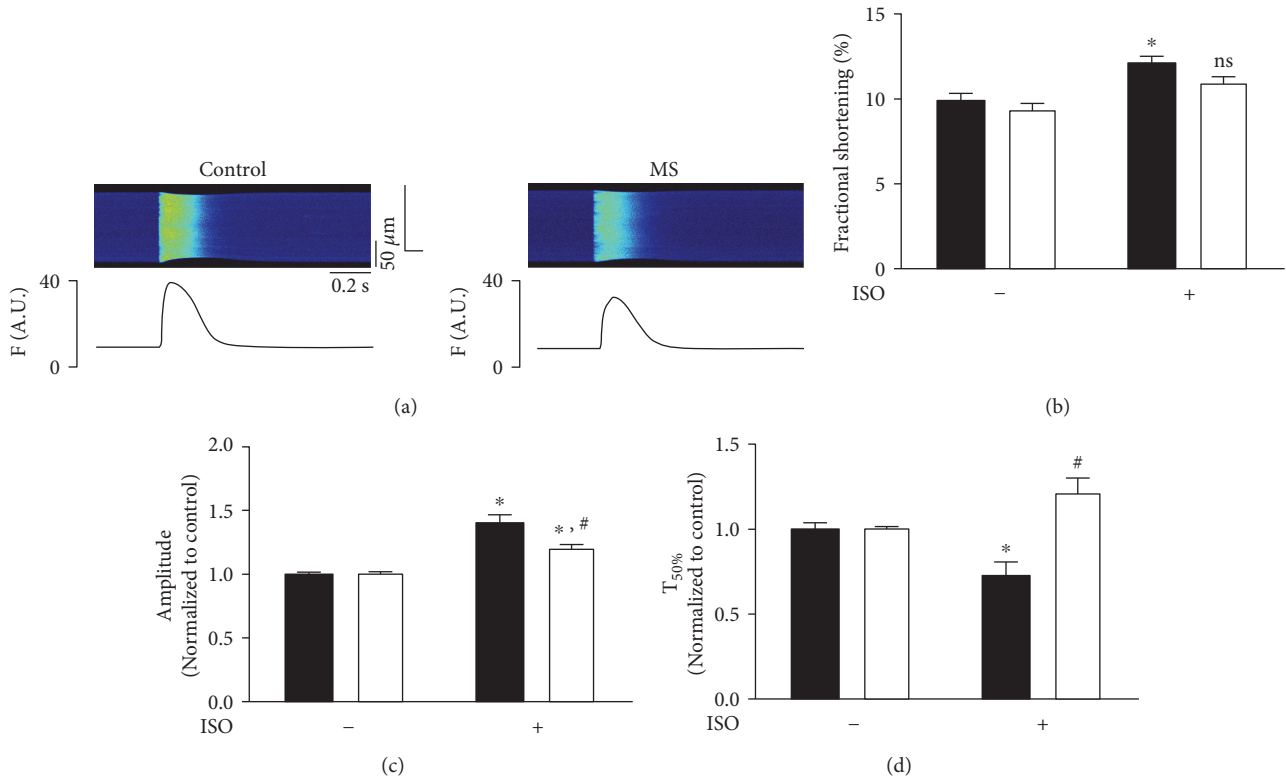 Control
MS
50 μm
0.2 s
F (A.U.)
40
0
F (A.U.)
40
0
(a)
Fractional shortening (%)
15
10
5
0
*
ns
ISO
−
+
(b)
Amplitude
(Normalized to control)
2.0
1.5
1.0
0.5
0.0
*
*, #
ISO
−
+
(c)
T50%
(Normalized to control)
1.5
1.0
0.5
0.0
*
#
ISO
−
+
(d)